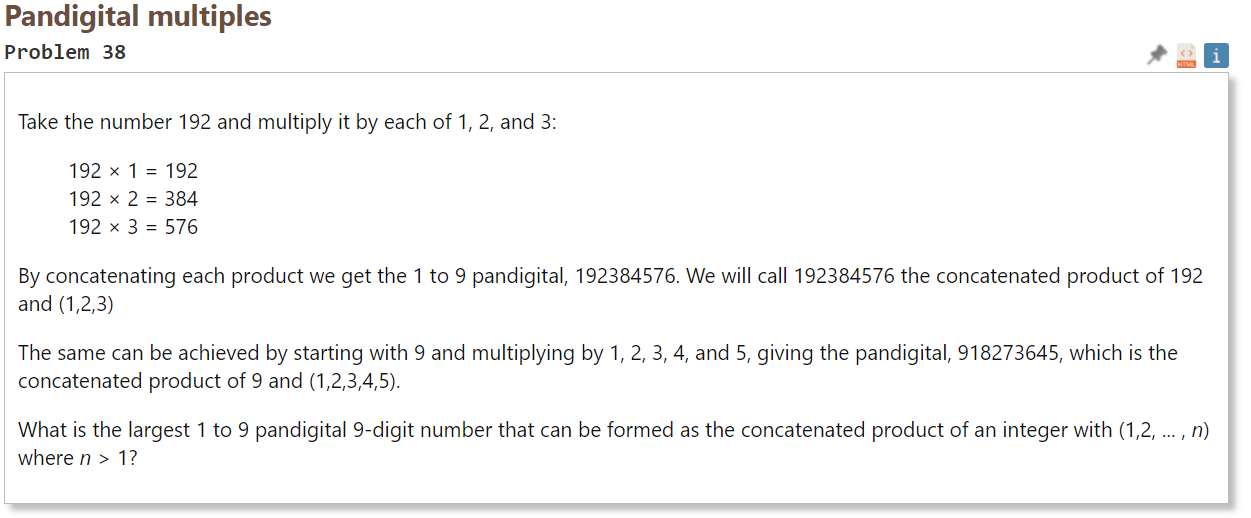 Pandigital multiples
Problem 38
HTML
i
Take the number 192 and multiply it by each of 1, 2, and 3:
192 × 1 = 192
192 × 2 = 384
192 × 3 = 576
By concatenating each product we get the 1 to 9 pandigital, 192384576. We will call 192384576 the concatenated product of 192
and (1,2,3)
The same can be achieved by starting with 9 and multiplying by 1, 2, 3, 4, and 5, giving the pandigital, 918273645, which is the
concatenated product of 9 and (1,2,3,4,5).
What is the largest 1 to 9 pandigital 9-digit number that can be formed as the concatenated product of an integer with (1,2, ... , n)
where n > 1?